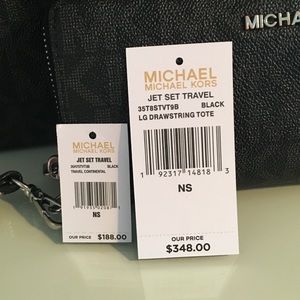 MICHA
MICHAEL
MICHAEL KORS
JET SET TRAVEL
35T8STVT9B BLACK
LG DRAWSTRING TOTE
1 92317 14818 3
NS
OUR PRICE
$348.00
MICHAEL
MICHAEL KORS
JET SET TRAVEL
BLACK
TRAVEL CONTINENTAL
NS
OUR PRICE
$188.00